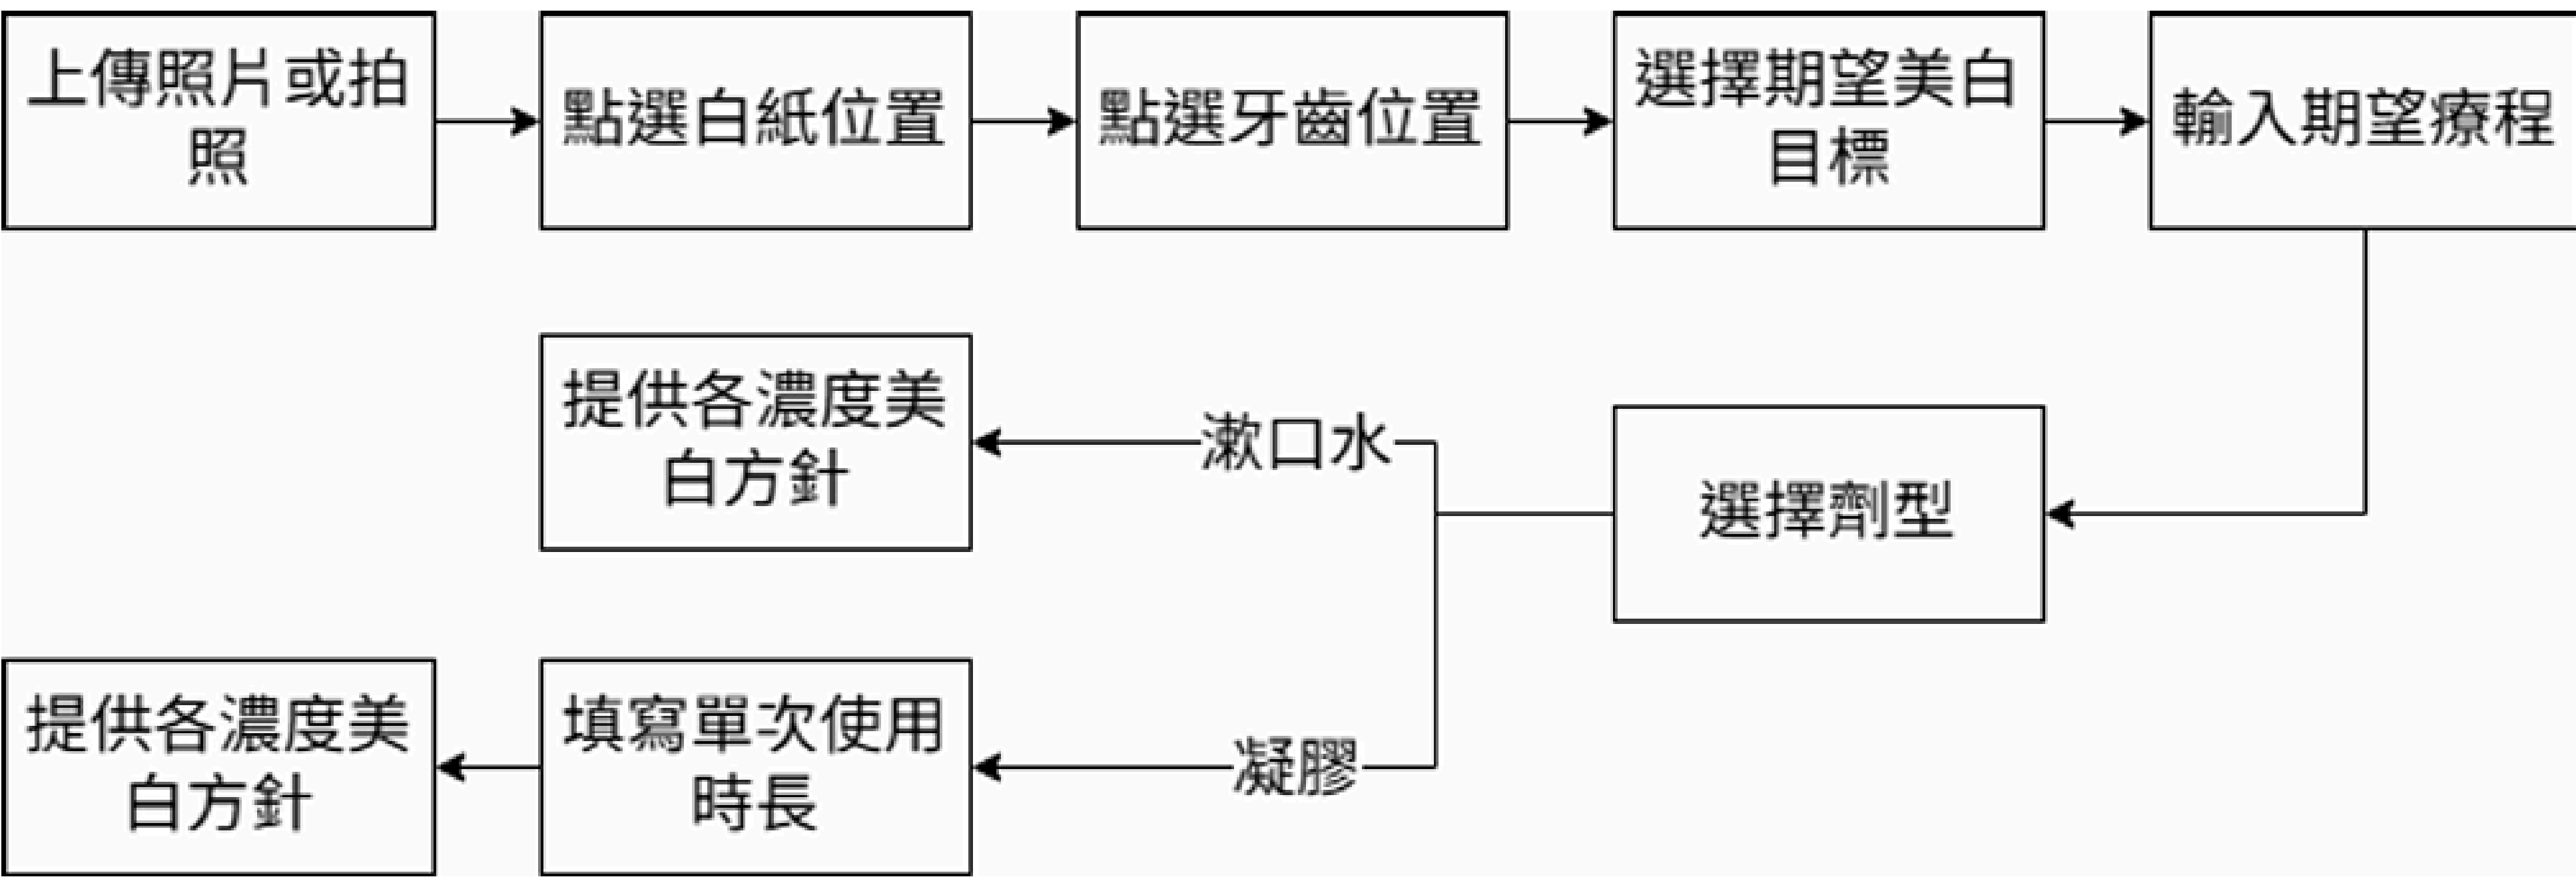 上傳照片或拍
照
點選白紙位置
點選牙齒位置
選擇期望美白
目標
輸入期望療程
選擇劑型
漱口水
提供各濃度美
白方針
凝膠
填寫單次使用
時長
提供各濃度美
白方針